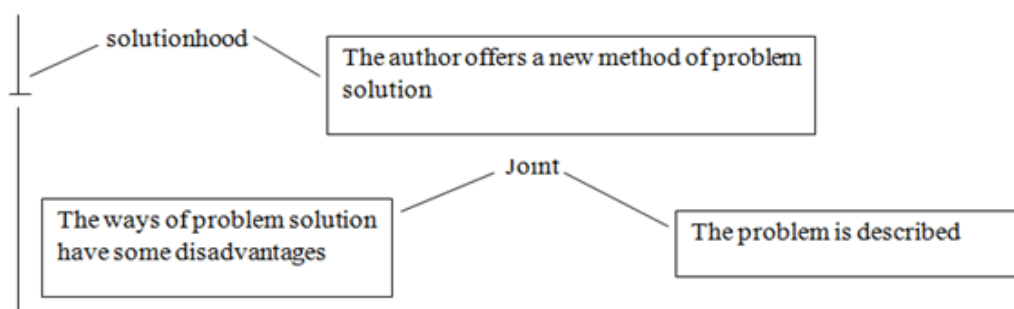 solutionhood
The author offers a new method of problem
solution
Joint
The ways of problem solution
have some disadvantages
The problem is described